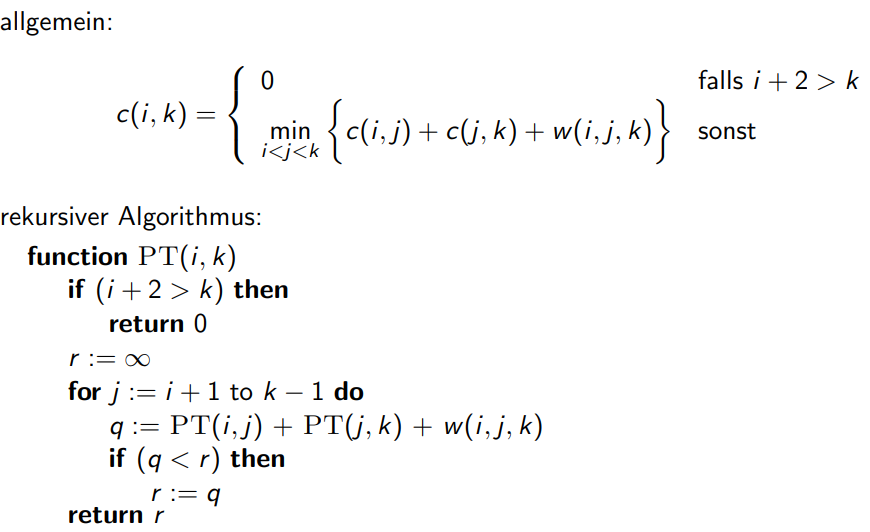 allgemein:
c(i, k) = { 0 falls i + 2 > k
min i<j<k {c(i, j) + c(j, k) + w(i, j, k)} sonst
rekursiver Algorithmus:
function PT(i, k)
if (i + 2 > k) then
return 0
r := ∞
for j := i + 1 to k − 1 do
q := PT(i, j) + PT(j, k) + w(i, j, k)
if (q < r) then
r := q
return r